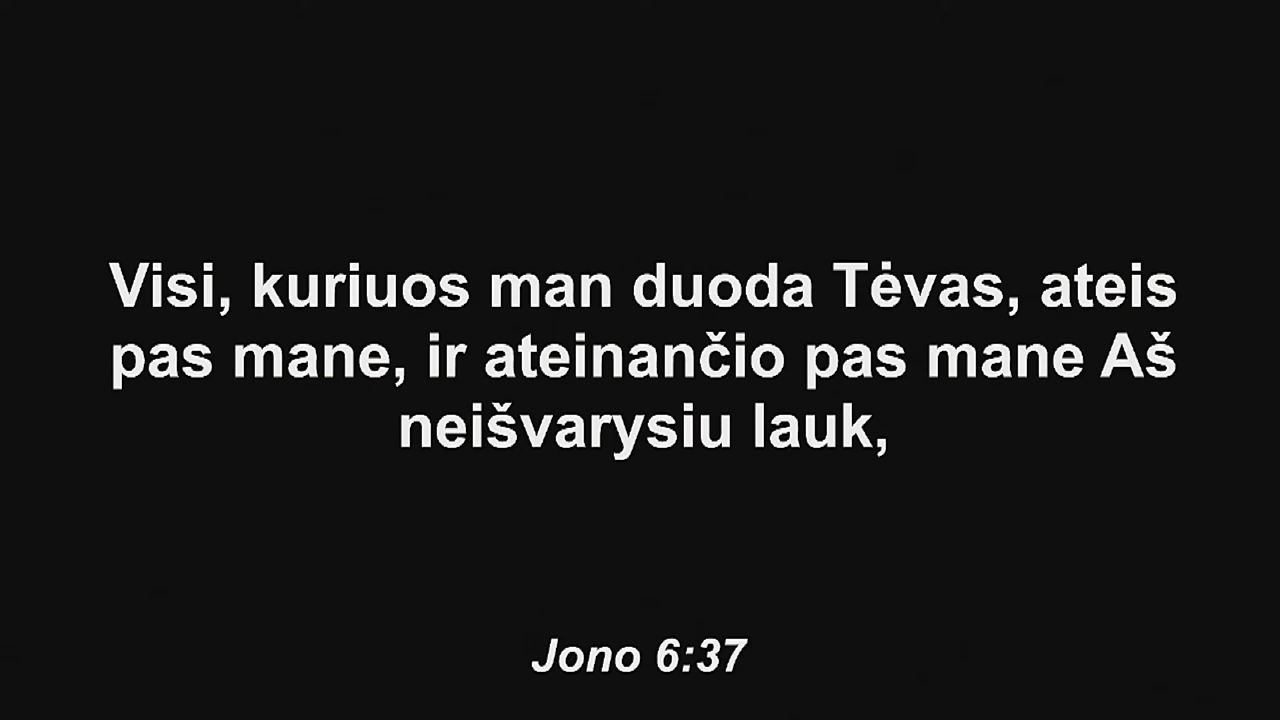 Visi, kuriuos man duoda Tėvas, ateis
pas mane, ir ateinančio pas mane Aš
neišvarysiu lauk,
Jono 6:37